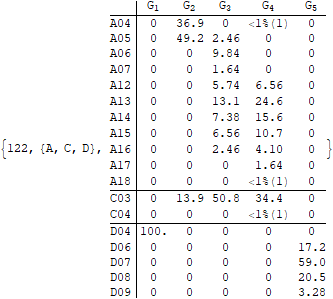 G1 G2 G3 G4 G5
A04 0 36.9 0 <1%(1) 0
A05 0 49.2 2.46 0 0
A06 0 0 9.84 0 0
A07 0 0 1.64 0 0
A12 0 0 5.74 6.56 0
A13 0 0 13.1 24.6 0
A14 0 0 7.38 15.6 0
A15 0 0 6.56 10.7 0
{122, {A, C, D}, A16 0 0 2.46 4.10 0 }
A17 0 0 0 1.64 0
A18 0 0 0 <1%(1) 0
C03 0 13.9 50.8 34.4 0
C04 0 0 0 <1%(1) 0
D04 100. 0 0 0 0
D06 0 0 0 0 17.2
D07 0 0 0 0 59.0
D08 0 0 0 0 20.5
D09 0 0 0 0 3.28